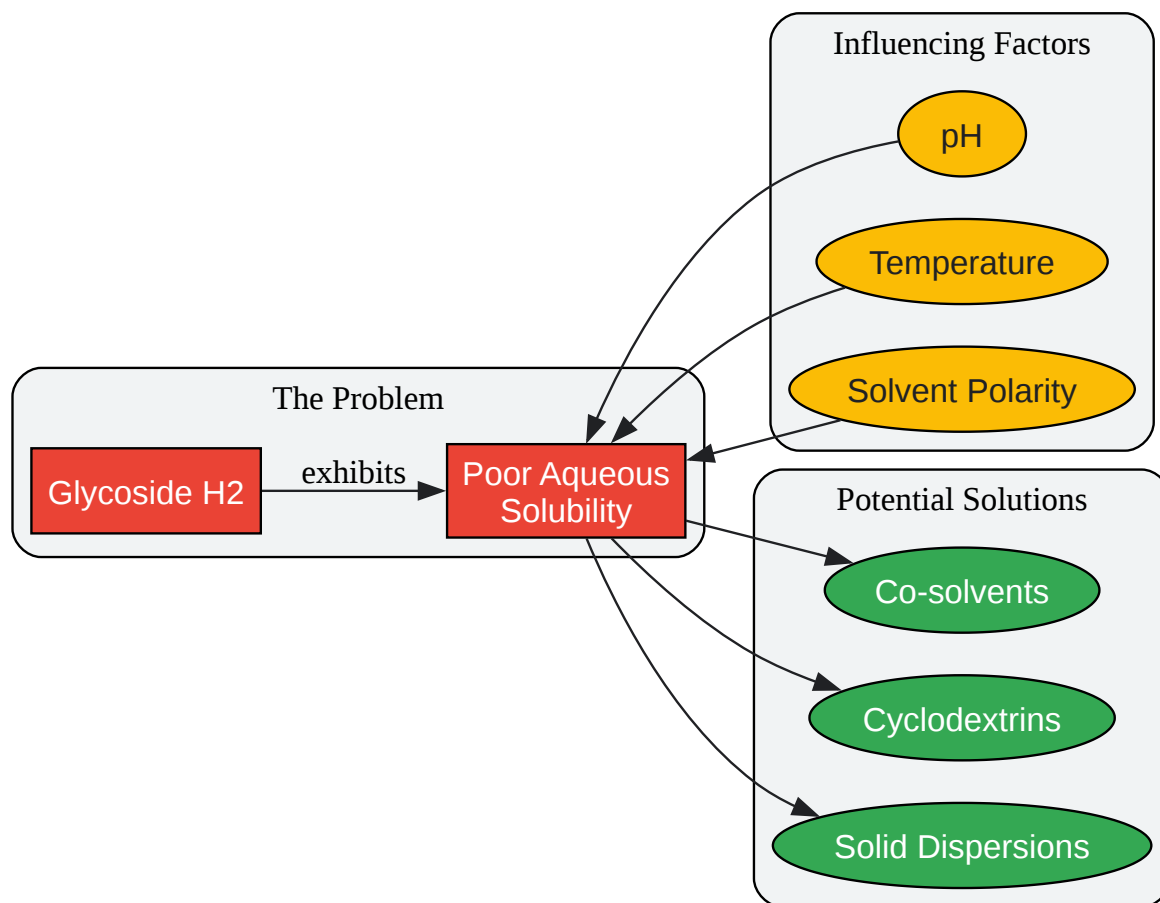 Influencing Factors
pH
Temperature
Solvent Polarity
The Problem
Glycoside H2
exhibits
Poor Aqueous
Solubility
Potential Solutions
Co-solvents
Cyclodextrins
Solid Dispersions